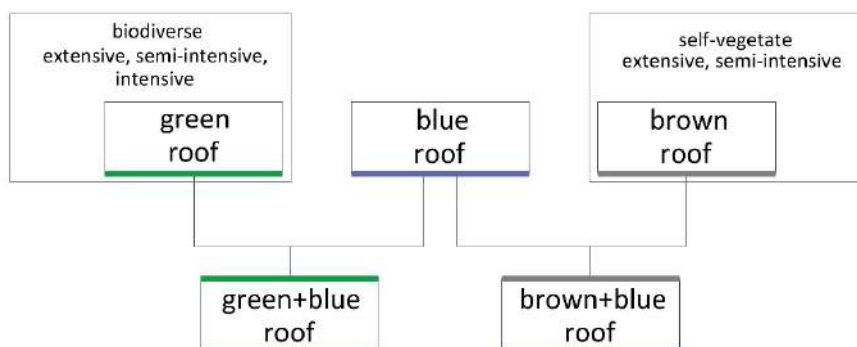 biodiverse
extensive, semi-intensive,
intensive
green
roof
blue
roof
self-vegetate
extensive, semi-intensive
brown
roof
green+blue
roof
brown+blue
roof